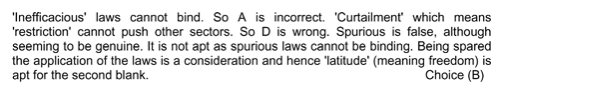 'Inefficacious' laws cannot bind. So A is incorrect. 'Curtailment' which means
'restriction' cannot push other sectors. So D is wrong. Spurious is false, although
seeming to be genuine. It is not apt as spurious laws cannot be binding. Being spared
the application of the laws is a consideration and hence 'latitude' (meaning freedom) is
apt for the second blank. Choice (B)